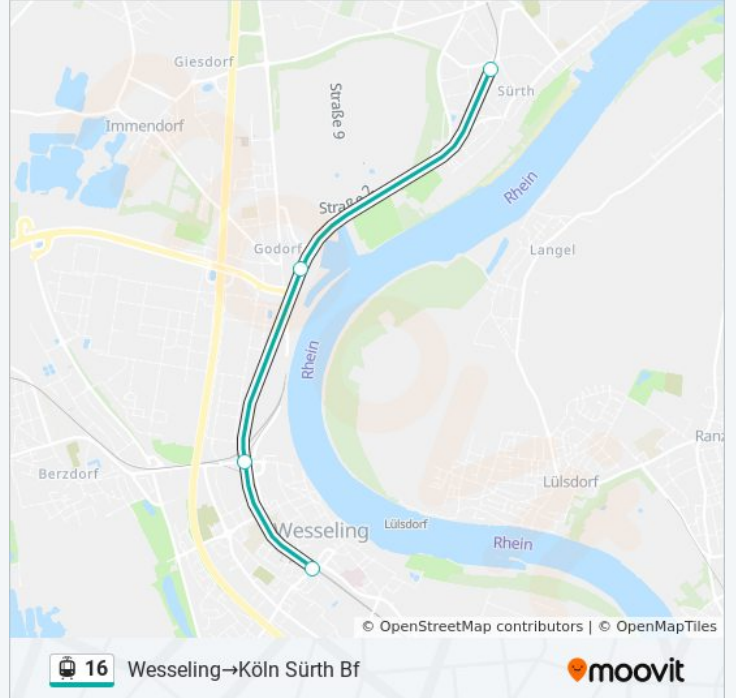 Giesdorf
Sürth
Straße 9
Immendorf
Rhein
Straße 2
Godorf
Langel
Rhein
Ranz
Berzdorf
Lülsdorf
Wesseling
Lülsdorf
Rhein
© OpenStreetMap contributors | © OpenMapTiles
16 Wesseling→Köln Sürth Bf
moovit